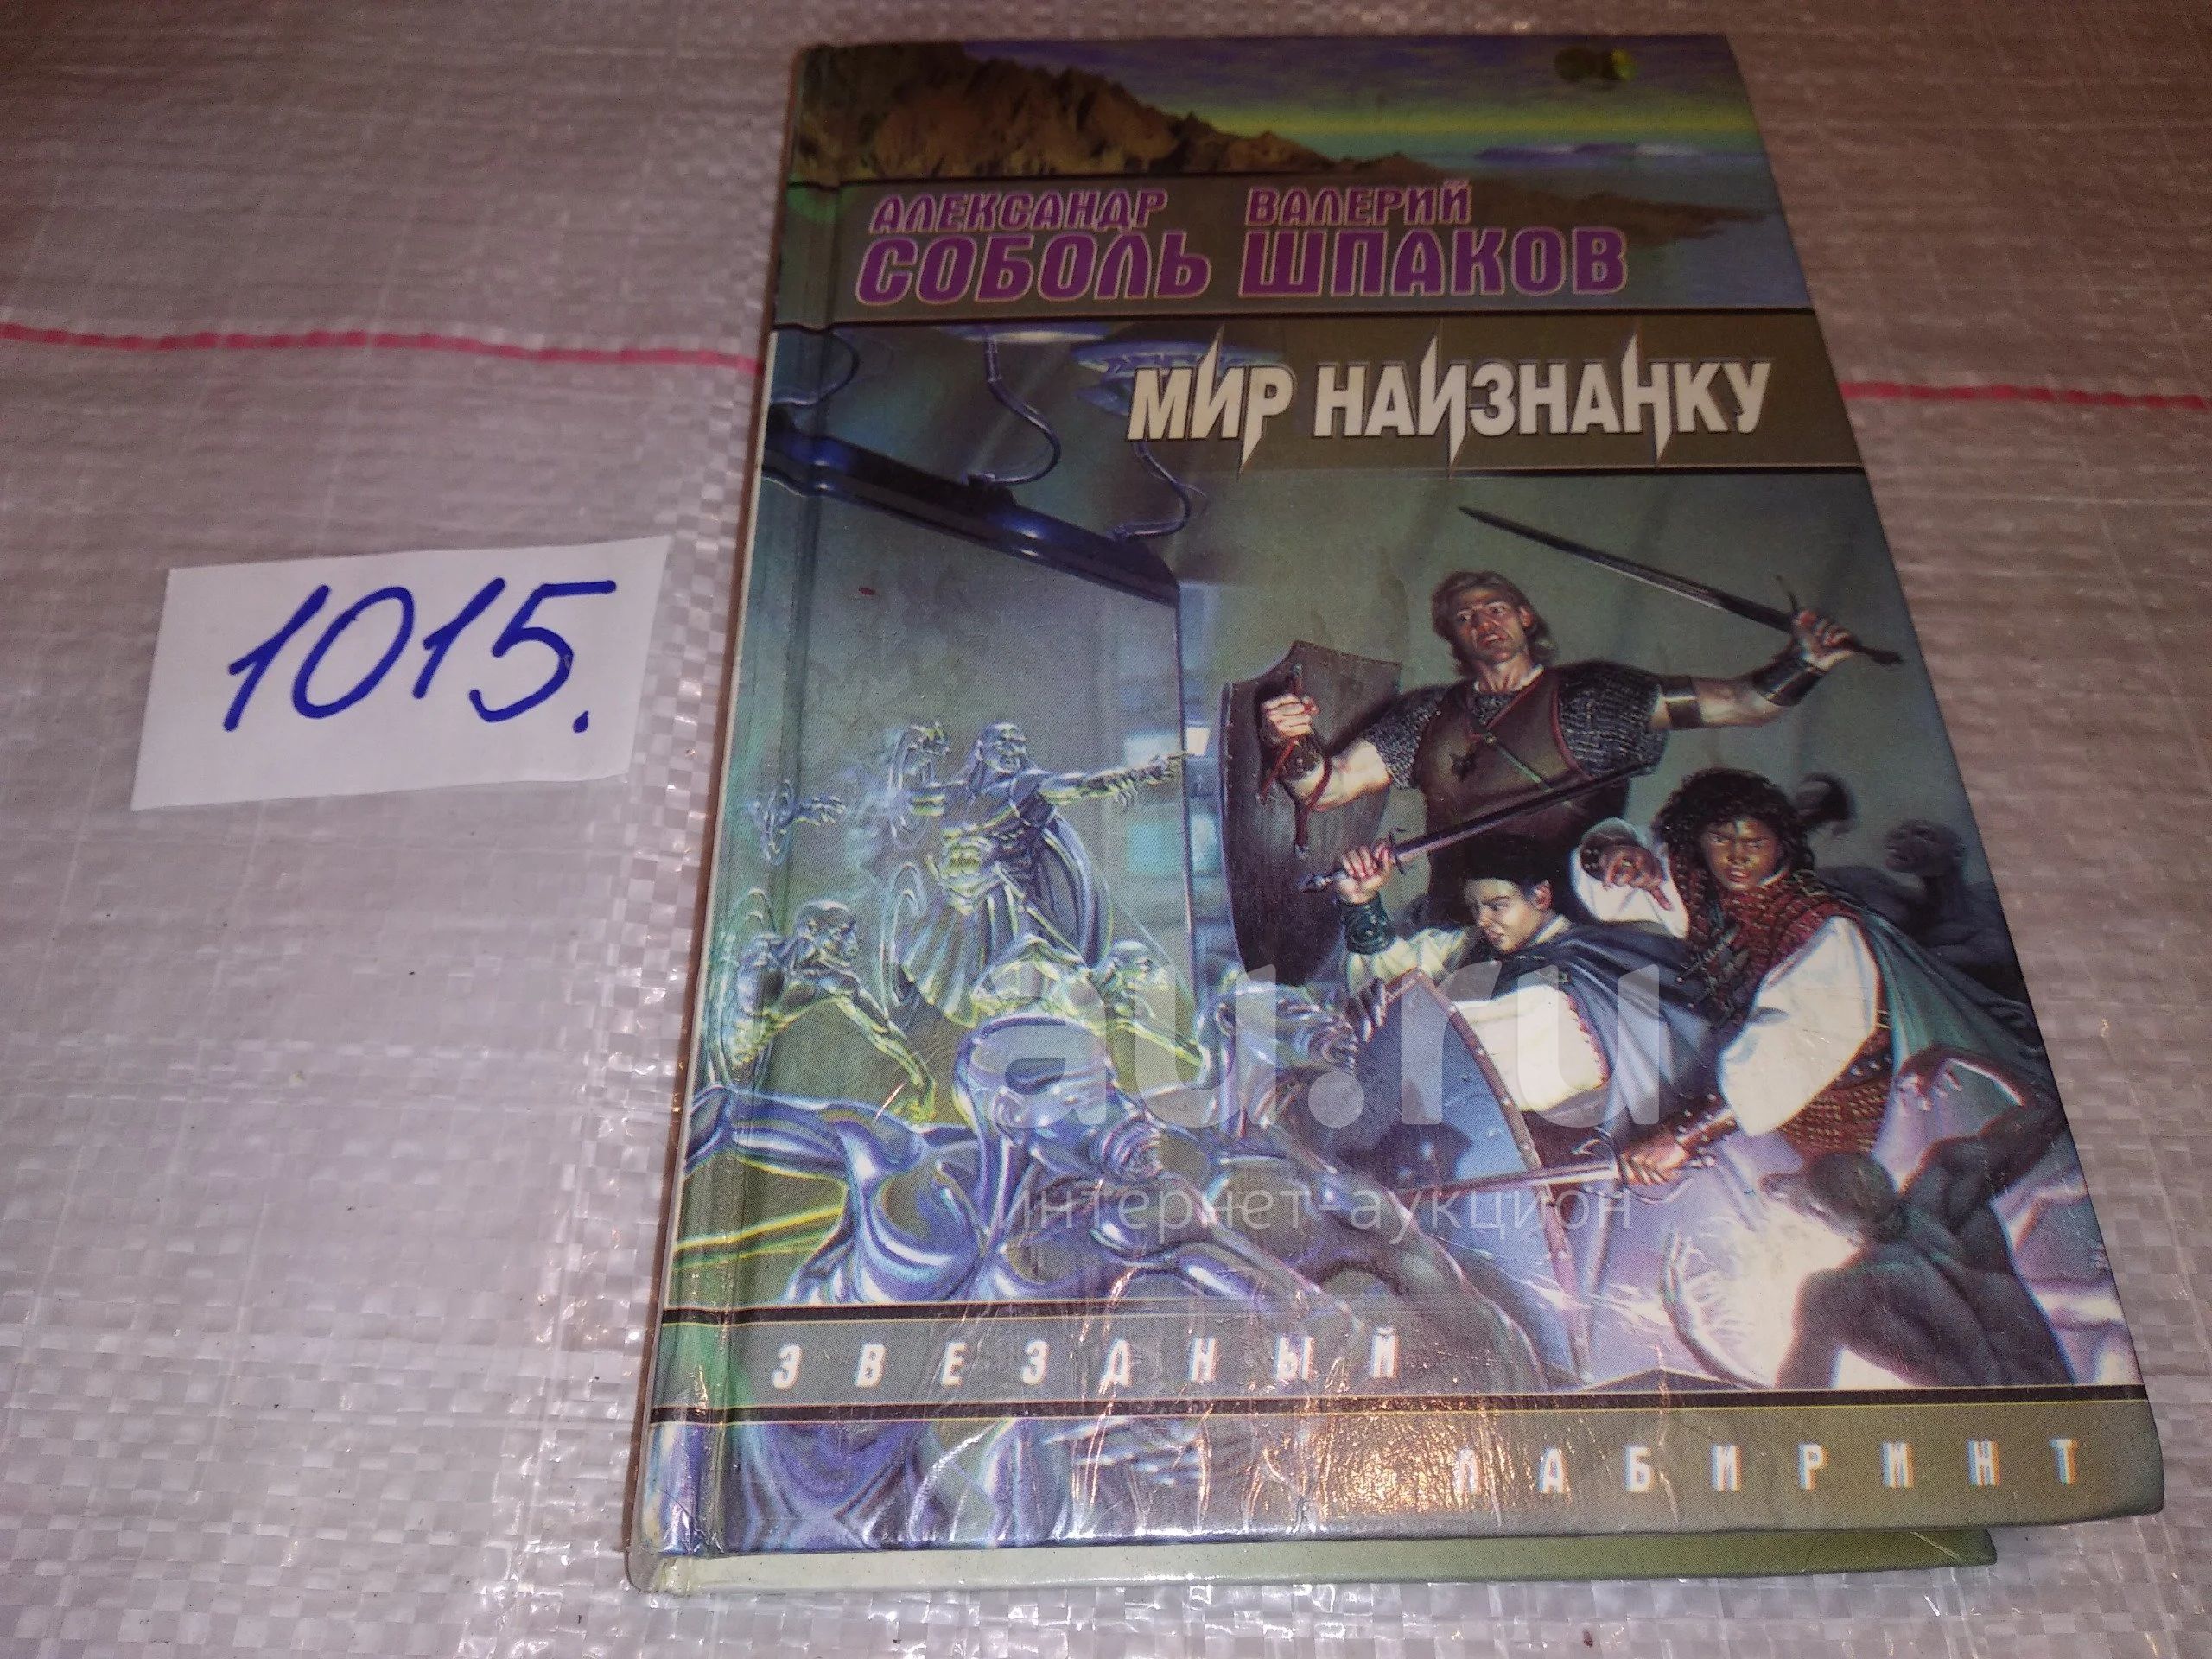 АЛЕКСАНДР ВАЛЕРИЙ
СОБОЛЬ ШПАКОВ
МИР НАИЗНАНКУ
1015.
au.ru
интернет-аукцион
ЗВЕЗДНЫЙ
ЛАБИРИНТ